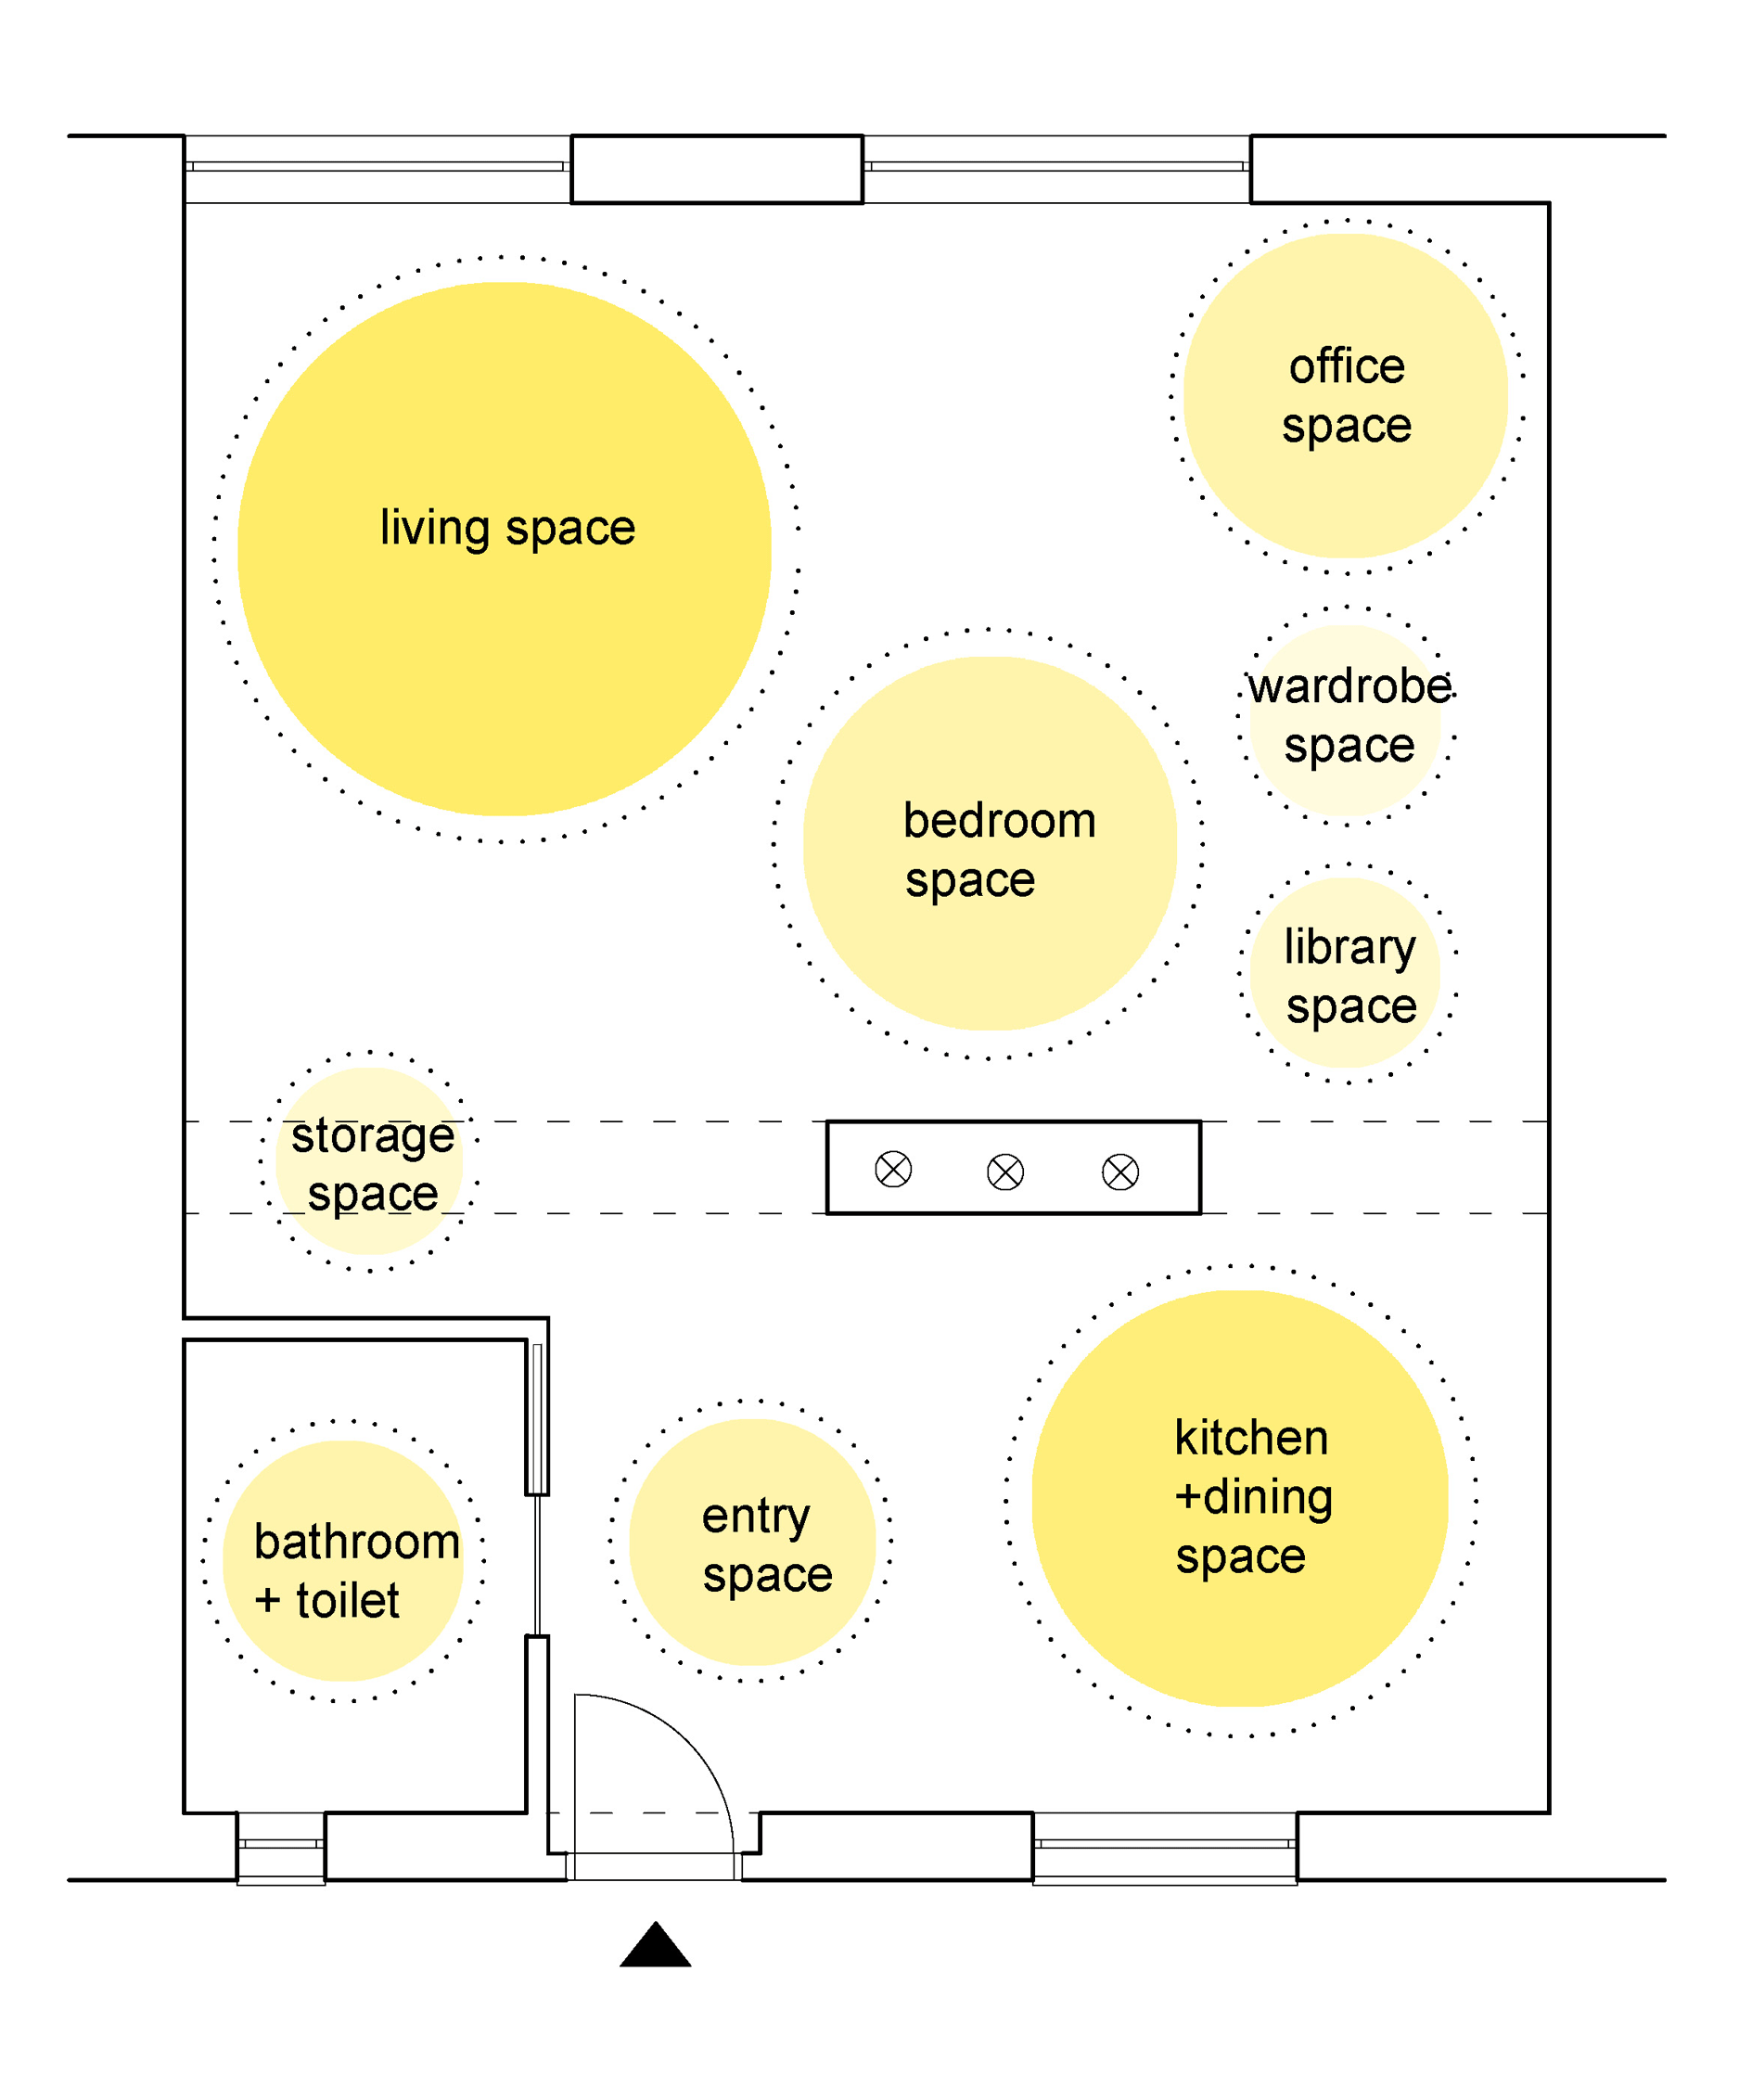 office
space
living space
wardrobe
space
bedroom
space
library
space
storage
space
kitchen
+dining
space
entry
space
bathroom
+ toilet